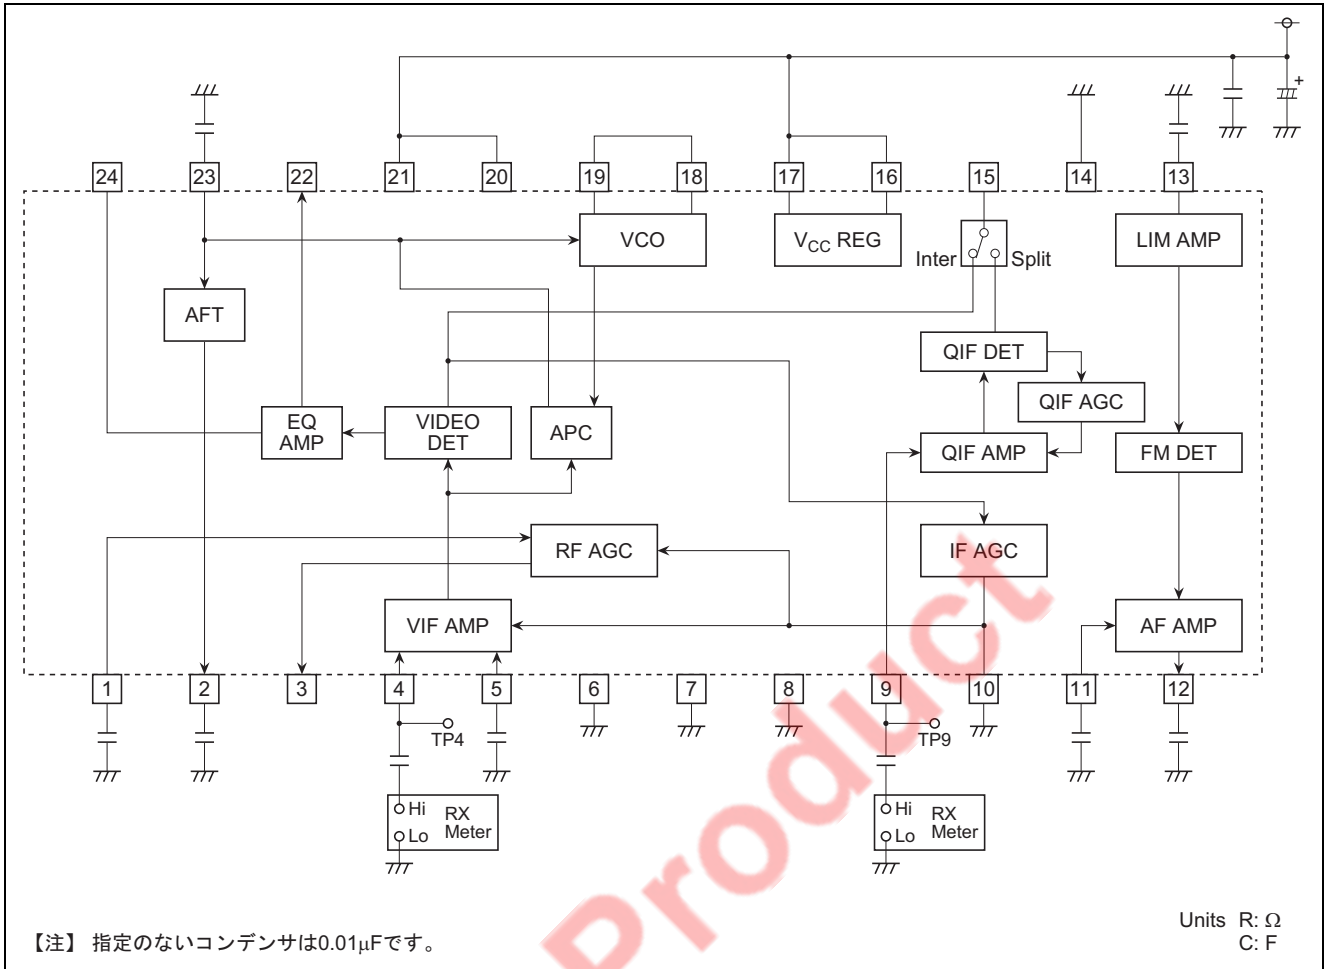 +
24 23 22 21 20 19 18 17 16 15 14 13
VCO
VCC REG
Inter
Split
LIM AMP
AFT
QIF DET
QIF AGC
EQ
AMP
VIDEO
DET
APC
QIF AMP
FM DET
RF AGC
IF AGC
VIF AMP
AF AMP
1 2 3 4 5 6 7 8 9 10 11 12
TP4
TP9
Hi
Lo
RX
Meter
Hi
Lo
RX
Meter
Product
【注】 指定のないコンデンサは0.01μFです。
Units R: Ω
C: F